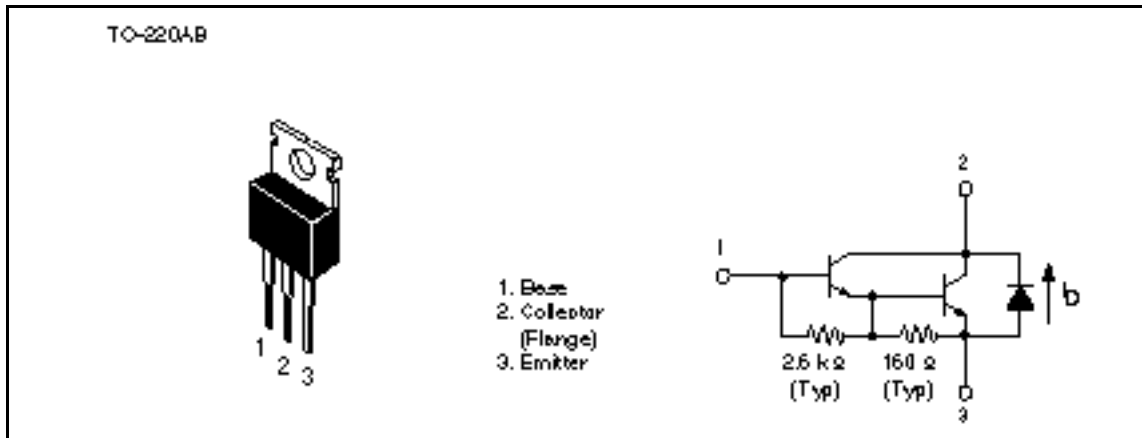 TO-220AB
1. Base
2. Collector
(Flange)
3. Emitter
1
2
3
2
1
I_D
2.6 kΩ
(Typ)
160 Ω
(Typ)
3